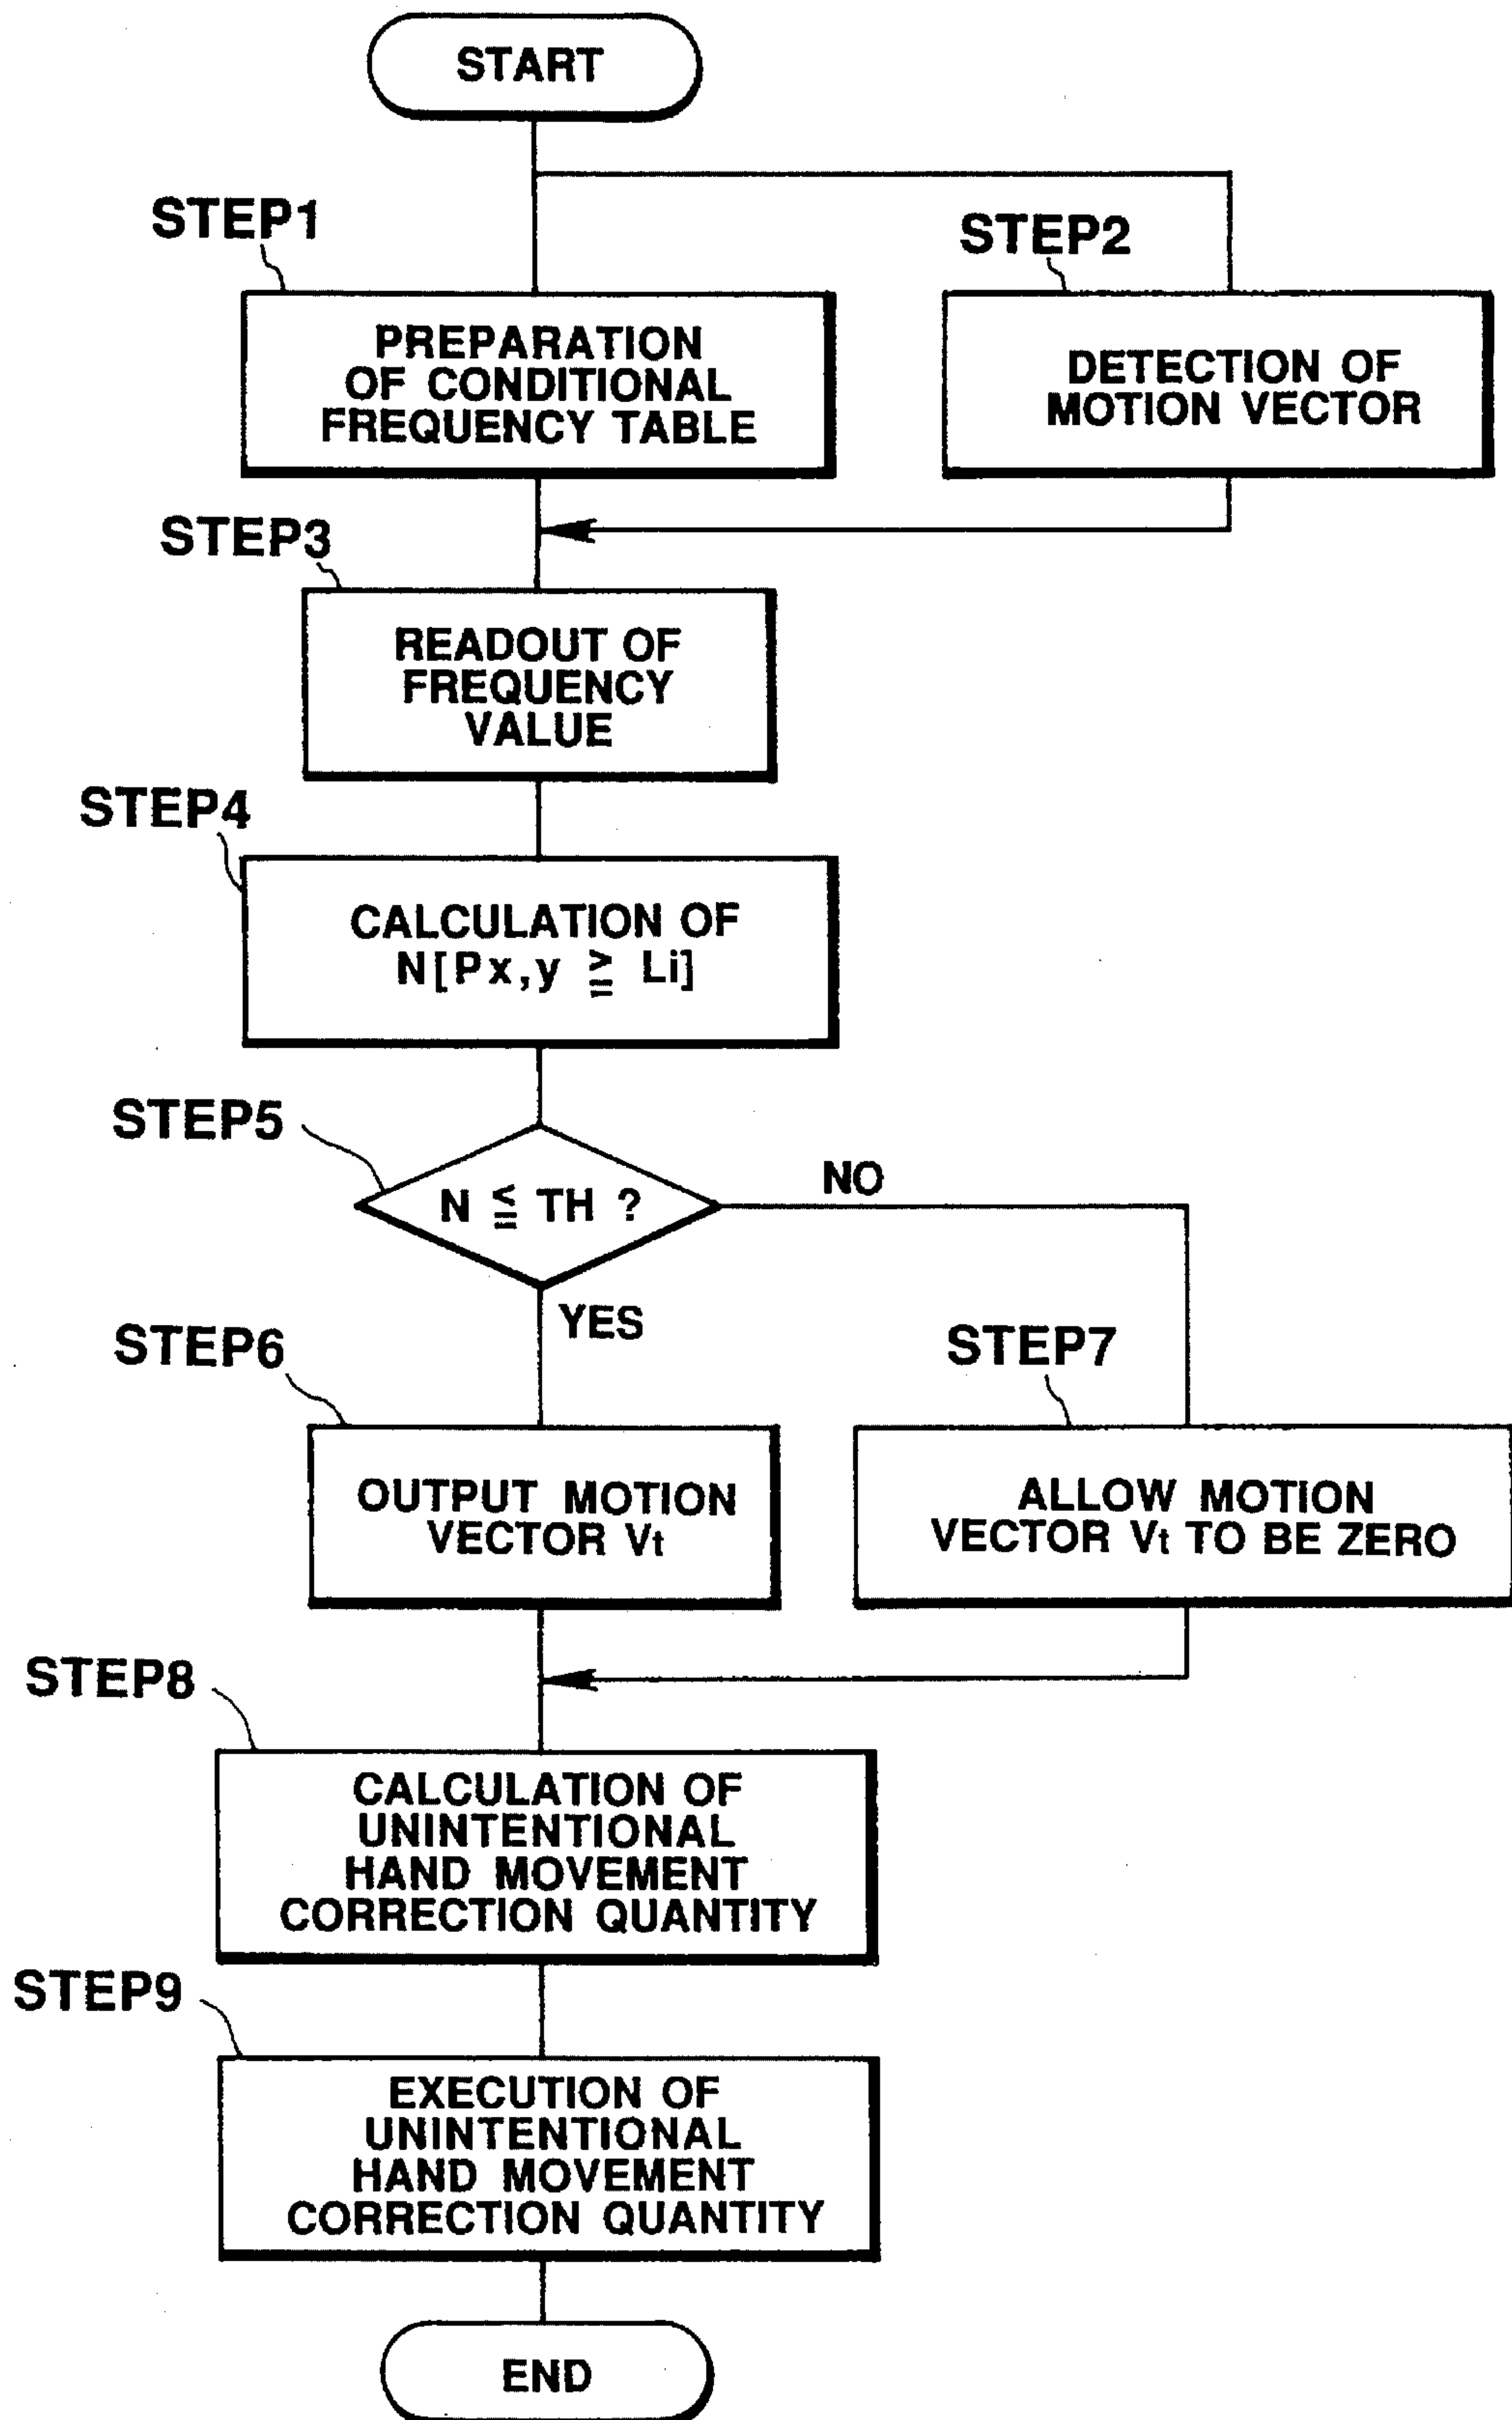 START
STEP1
PREPARATION
OF CONDITIONAL
FREQUENCY TABLE
STEP2
DETECTION OF
MOTION VECTOR
STEP3
READOUT OF
FREQUENCY
VALUE
STEP4
CALCULATION OF
N[Px,y ≧ Li]
STEP5
N ≦ TH ?
NO
YES
STEP6
OUTPUT MOTION
VECTOR Vt
STEP7
ALLOW MOTION
VECTOR Vt TO BE ZERO
STEP8
CALCULATION OF
UNINTENTIONAL
HAND MOVEMENT
CORRECTION QUANTITY
STEP9
EXECUTION OF
UNINTENTIONAL
HAND MOVEMENT
CORRECTION QUANTITY
END